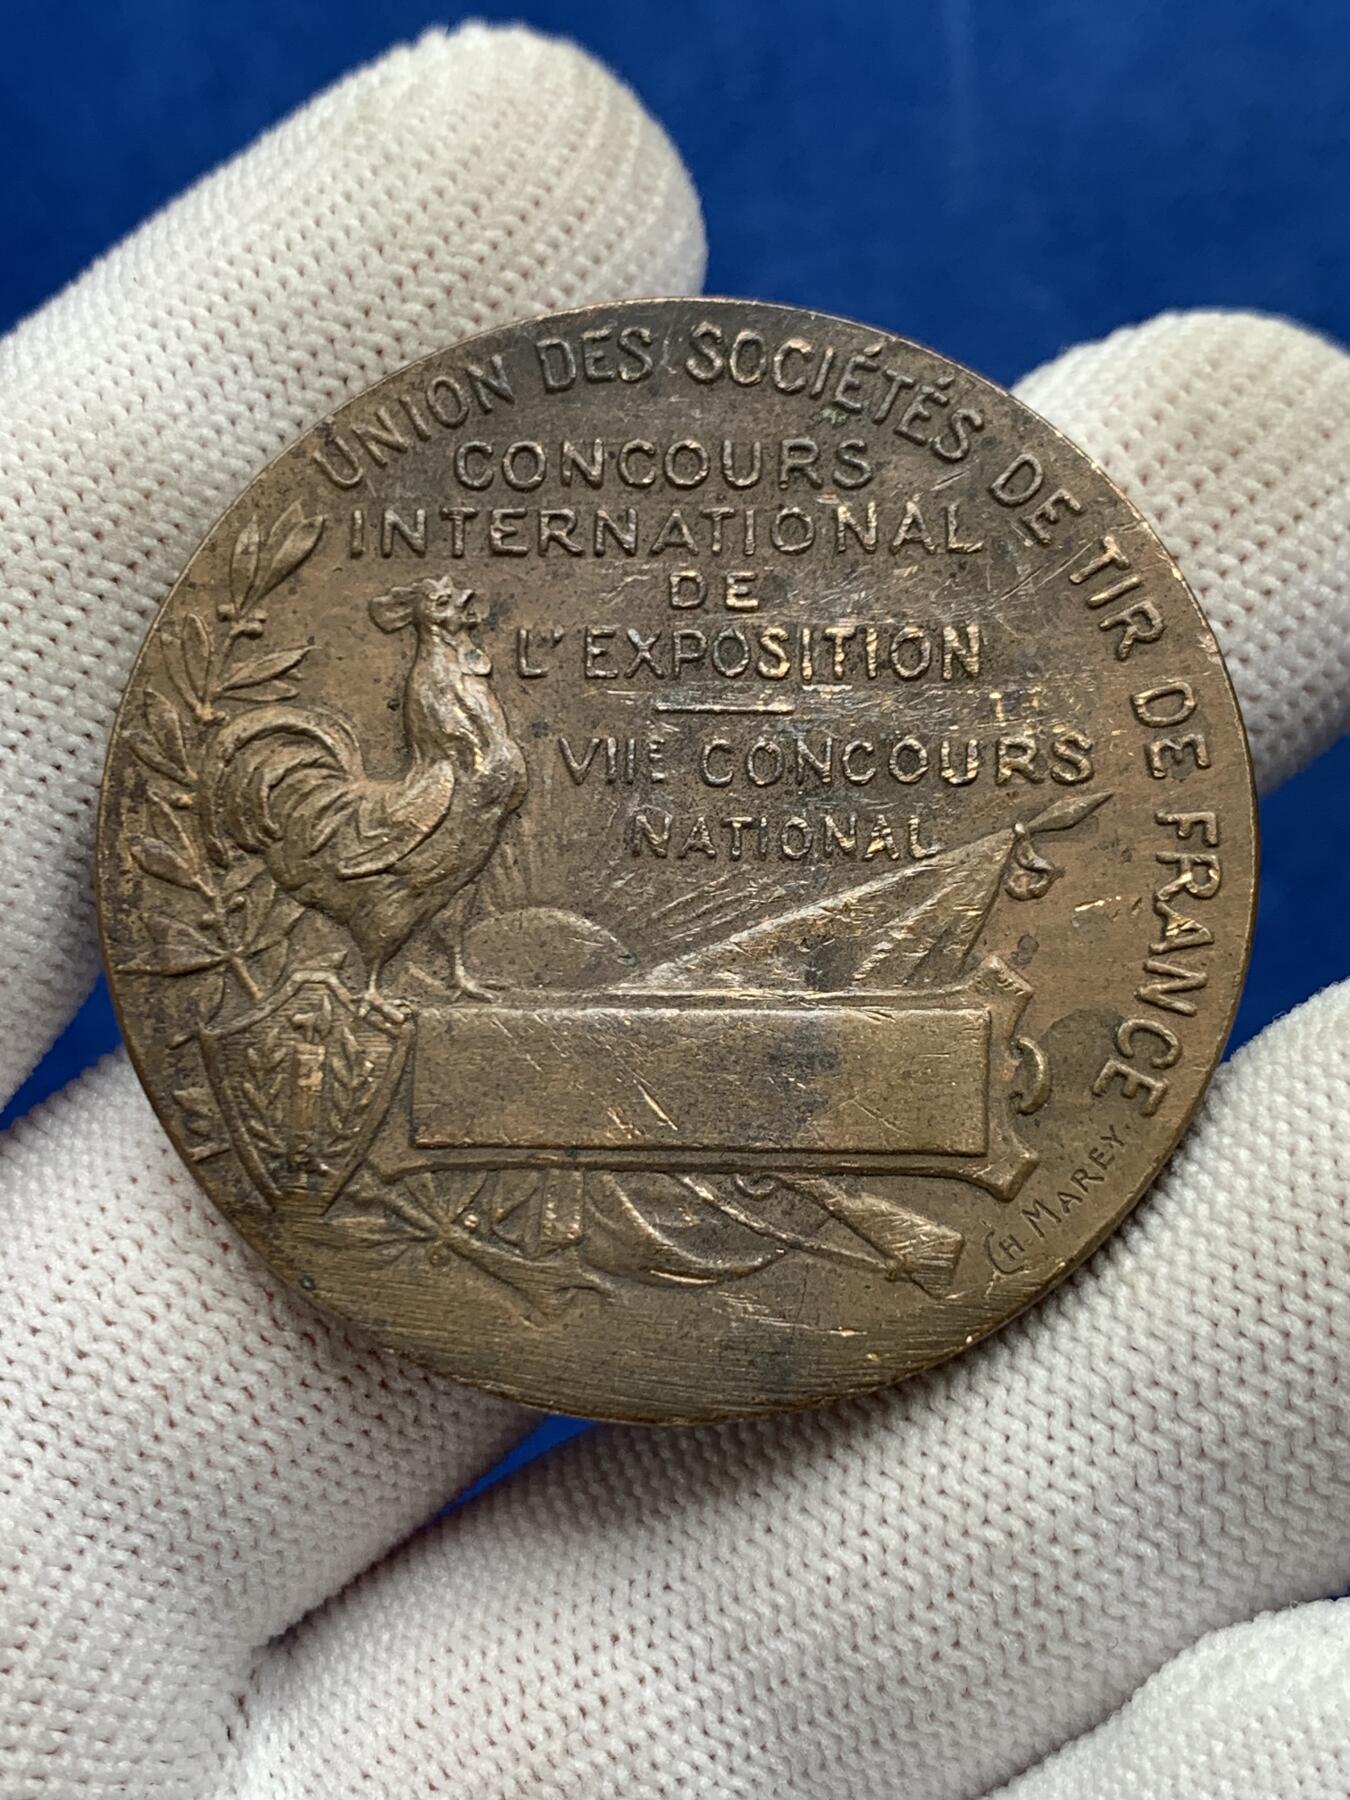 UNION DES SOCIÉTÉS DE TIR DE FRANCE
CONCOURS
INTERNATIONAL
DE
L'EXPOSITION
VIIE CONCOURS
NATIONAL
CH. MAREY.